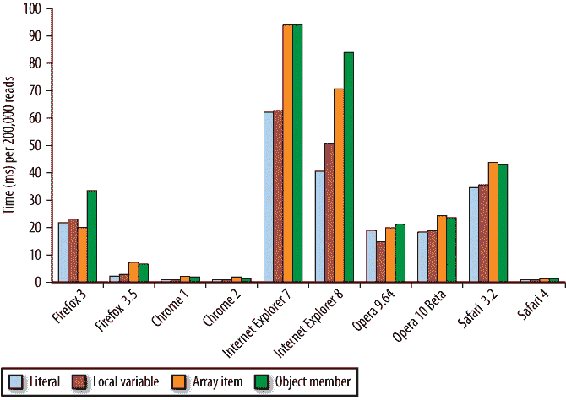 100
90
80
70
60
50
40
30
20
10
0
Time (ms) per 200,000 reads
Firefox 3
Firefox 3.5
Chrome 1
Chrome 2
Internet Explorer 7
Internet Explorer 8
Opera 9.64
Opera 10 Beta
Safari 3.2
Safari 4
Literal Local variable Array item Object member